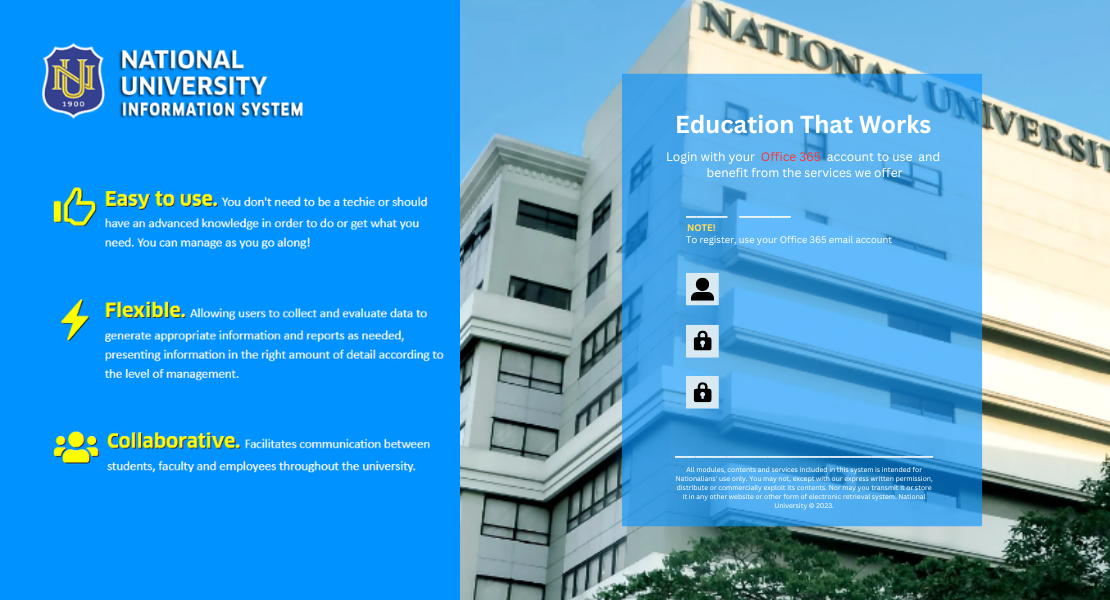 NATIONAL
UNIVERSITY
INFORMATION SYSTEM
1900
Easy to use. You don't need to be a techie or should
have an advanced knowledge in order to do or get what you
need. You can manage as you go along!
Flexible. Allowing users to collect and evaluate data to
generate appropriate information and reports as needed,
presenting information in the right amount of detail according to
the level of management.
Collaborative. Facilitates communication between
students, faculty and employees throughout the university.
NATIONAL UNIVERSIT
Education That Works
Login with your Office 365 account to use and
benefit from the services we offer
NOTE!
To register, use your Office 365 email account
All modules, contents and services included in this system is intended for
Nationalians' use only. You may not, except with our express written permission,
distribute or commercially exploit its contents. Nor may you transmit it or store
it in any other website or other form of electronic retrieval system. National
University © 2023.